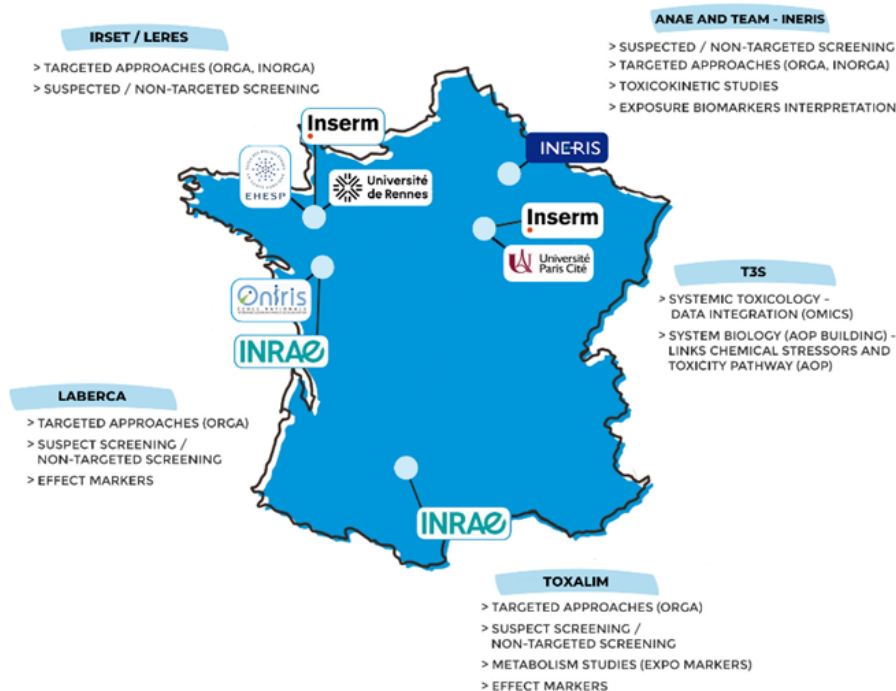 IRSET / LERES
> TARGETED APPROACHES (ORGA, INORGA)
> SUSPECTED / NON-TARGETED SCREENING
ANAE AND TEAM - INERIS
> SUSPECTED / NON-TARGETED SCREENING
> TARGETED APPROACHES (ORGA, INORGA)
> TOXICOKINETIC STUDIES
> EXPOSURE BIOMARKERS INTERPRETATION
Inserm
EHESP
Université
de Rennes
INE-RIS
Inserm
Université
Paris Cité
Oniris
INRAE
T3S
> SYSTEMIC TOXICOLOGY -
DATA INTEGRATION (OMICS)
> SYSTEM BIOLOGY (AOP BUILDING) -
LINKS CHEMICAL STRESSORS AND
TOXICITY PATHWAY (AOP)
LABERCA
> TARGETED APPROACHES (ORGA)
> SUSPECT SCREENING /
NON-TARGETED SCREENING
> EFFECT MARKERS
INRAE
TOXALIM
> TARGETED APPROACHES (ORGA)
> SUSPECT SCREENING /
NON-TARGETED SCREENING
> METABOLISM STUDIES (EXPO MARKERS)
> EFFECT MARKERS